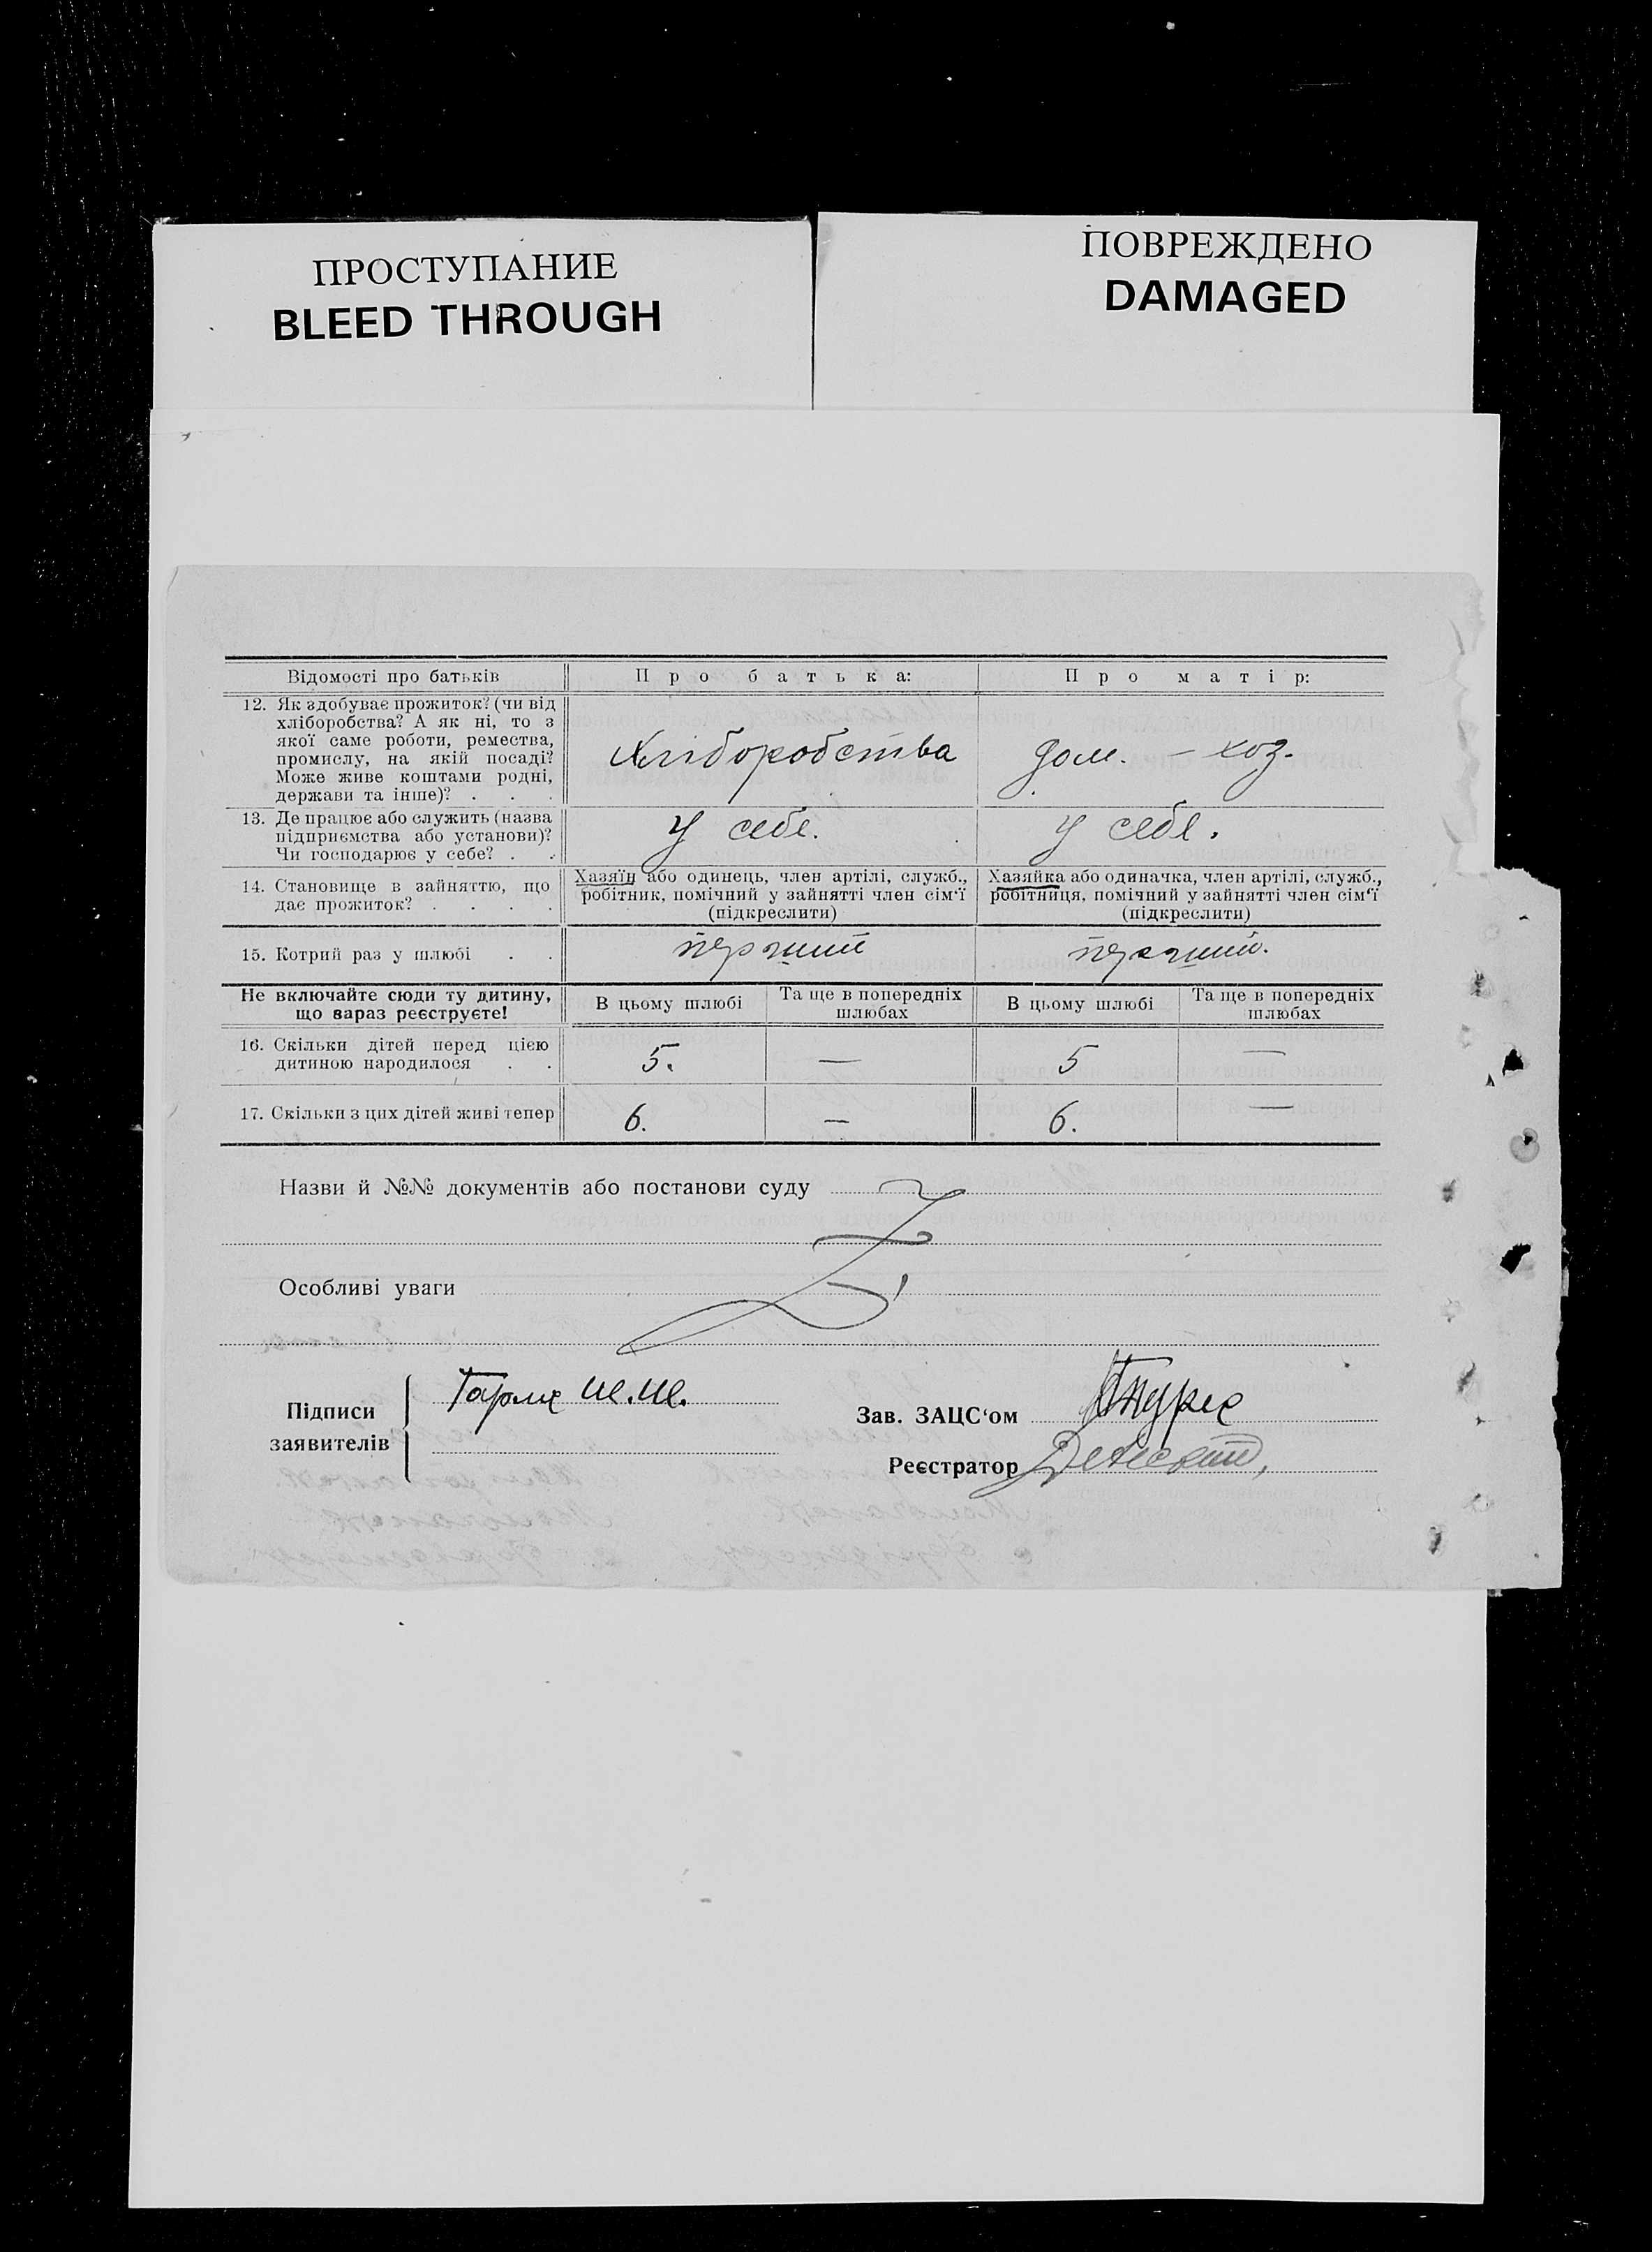 ПРОСТУПАНИЕ
BLEED THROUGH
ПОВРЕЖДЕНО
DAMAGED
Відомості про батьків
Про батька:
Про матір:
12. Як здобуває прожиток? (чи від
хліборобства? А як ні, то з
якої саме роботи, ремества,
промислу, на якій посаді?
Може живе коштами родні,
держави та інше)? . . .
Хліборобства
дом. – хоз.
13. Де працює або служить (назва
підприємства або установи)?
Чи господарює у себе? . .
У себе.
У себе.
14. Становище в зайняттю, що
дає прожиток? . . . .
Хазяїн або одинець, член артілі, служб.,
робітник, помічний у зайнятті член сім'ї
(підкреслити)
Хазяйка або одиначка, член артілі, служб.,
робітниця, помічний у зайнятті член сім'ї
(підкреслити)
15. Котрий раз у шлюбі . .
перший
перший.
Не включайте сюди ту дитину,
що зараз реєструєте!
В цьому шлюбі
Та ще в попередніх
шлюбах
В цьому шлюбі
Та ще в попередніх
шлюбах
16. Скільки дітей перед цією
дитиною народилося . .
5.
—
5
—
17. Скільки з цих дітей живі тепер
6.
—
6.
—
Назви й №№ документів або постанови суду
Особливі уваги
Підписи
заявителів
Ш.Ш.
Зав. ЗАЦС'ом
Реєстратор